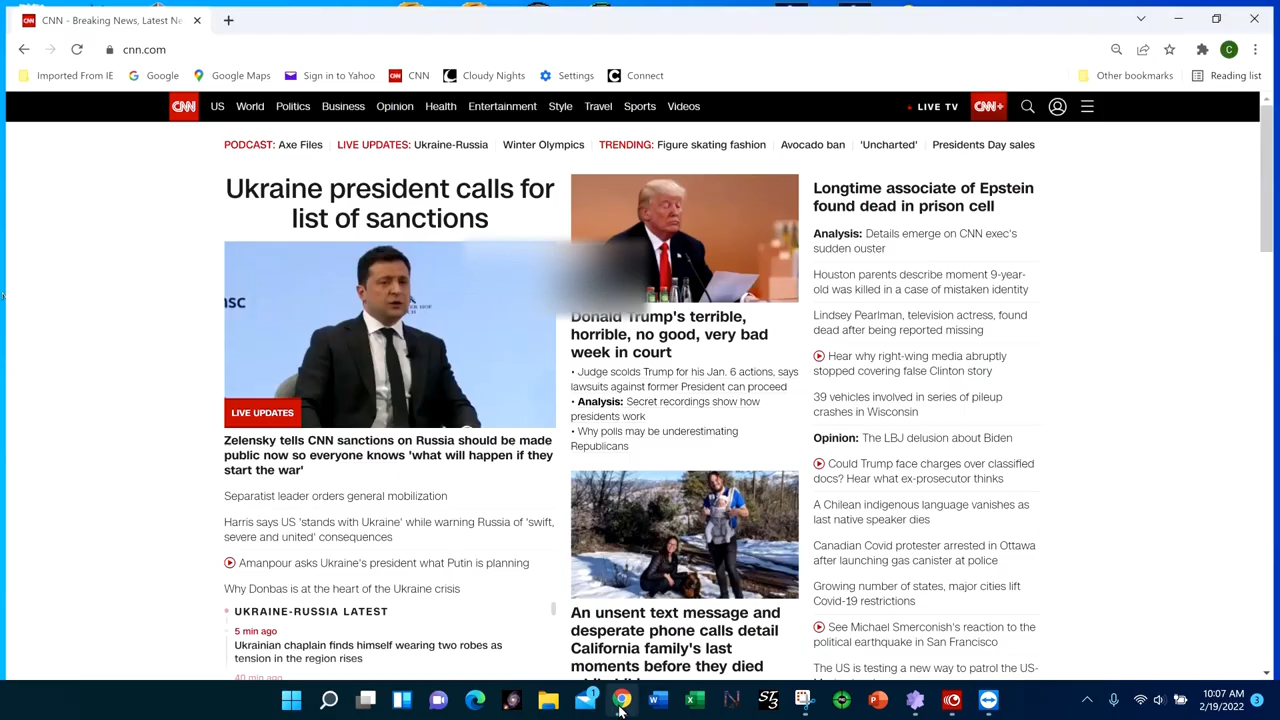 CNN - Breaking News, Latest Ne
cnn.com
Imported From IE
Google
Google Maps
Sign in to Yahoo
CNN
Cloudy Nights
Settings
Connect
Other bookmarks
Reading list
CNN US World Politics Business Opinion Health Entertainment Style Travel Sports Videos LIVE TV CNN+
PODCAST: Axe Files LIVE UPDATES: Ukraine-Russia Winter Olympics TRENDING: Figure skating fashion Avocado ban 'Uncharted' Presidents Day sales
Ukraine president calls for
list of sanctions
LIVE UPDATES
Zelensky tells CNN sanctions on Russia should be made
public now so everyone knows 'what will happen if they
start the war'
Separatist leader orders general mobilization
Harris says US 'stands with Ukraine' while warning Russia of 'swift,
severe and united' consequences
Amanpour asks Ukraine's president what Putin is planning
Why Donbas is at the heart of the Ukraine crisis
UKRAINE-RUSSIA LATEST
5 min ago
Ukrainian chaplain finds himself wearing two robes as
tension in the region rises
40 min ago
Donald Trump's terrible,
horrible, no good, very bad
week in court
• Judge scolds Trump for his Jan. 6 actions, says
lawsuits against former President can proceed
• Analysis: Secret recordings show how
presidents work
• Why polls may be underestimating
Republicans
An unsent text message and
desperate phone calls detail
California family's last
moments before they died
Longtime associate of Epstein
found dead in prison cell
Analysis: Details emerge on CNN exec's
sudden ouster
Houston parents describe moment 9-year-
old was killed in a case of mistaken identity
Lindsey Pearlman, television actress, found
dead after being reported missing
Hear why right-wing media abruptly
stopped covering false Clinton story
39 vehicles involved in series of pileup
crashes in Wisconsin
Opinion: The LBJ delusion about Biden
Could Trump face charges over classified
docs? Hear what ex-prosecutor thinks
A Chilean indigenous language vanishes as
last native speaker dies
Canadian Covid protester arrested in Ottawa
after launching gas canister at police
Growing number of states, major cities lift
Covid-19 restrictions
See Michael Smerconish's reaction to the
political earthquake in San Francisco
The US is testing a new way to patrol the US-
10:07 AM
2/19/2022